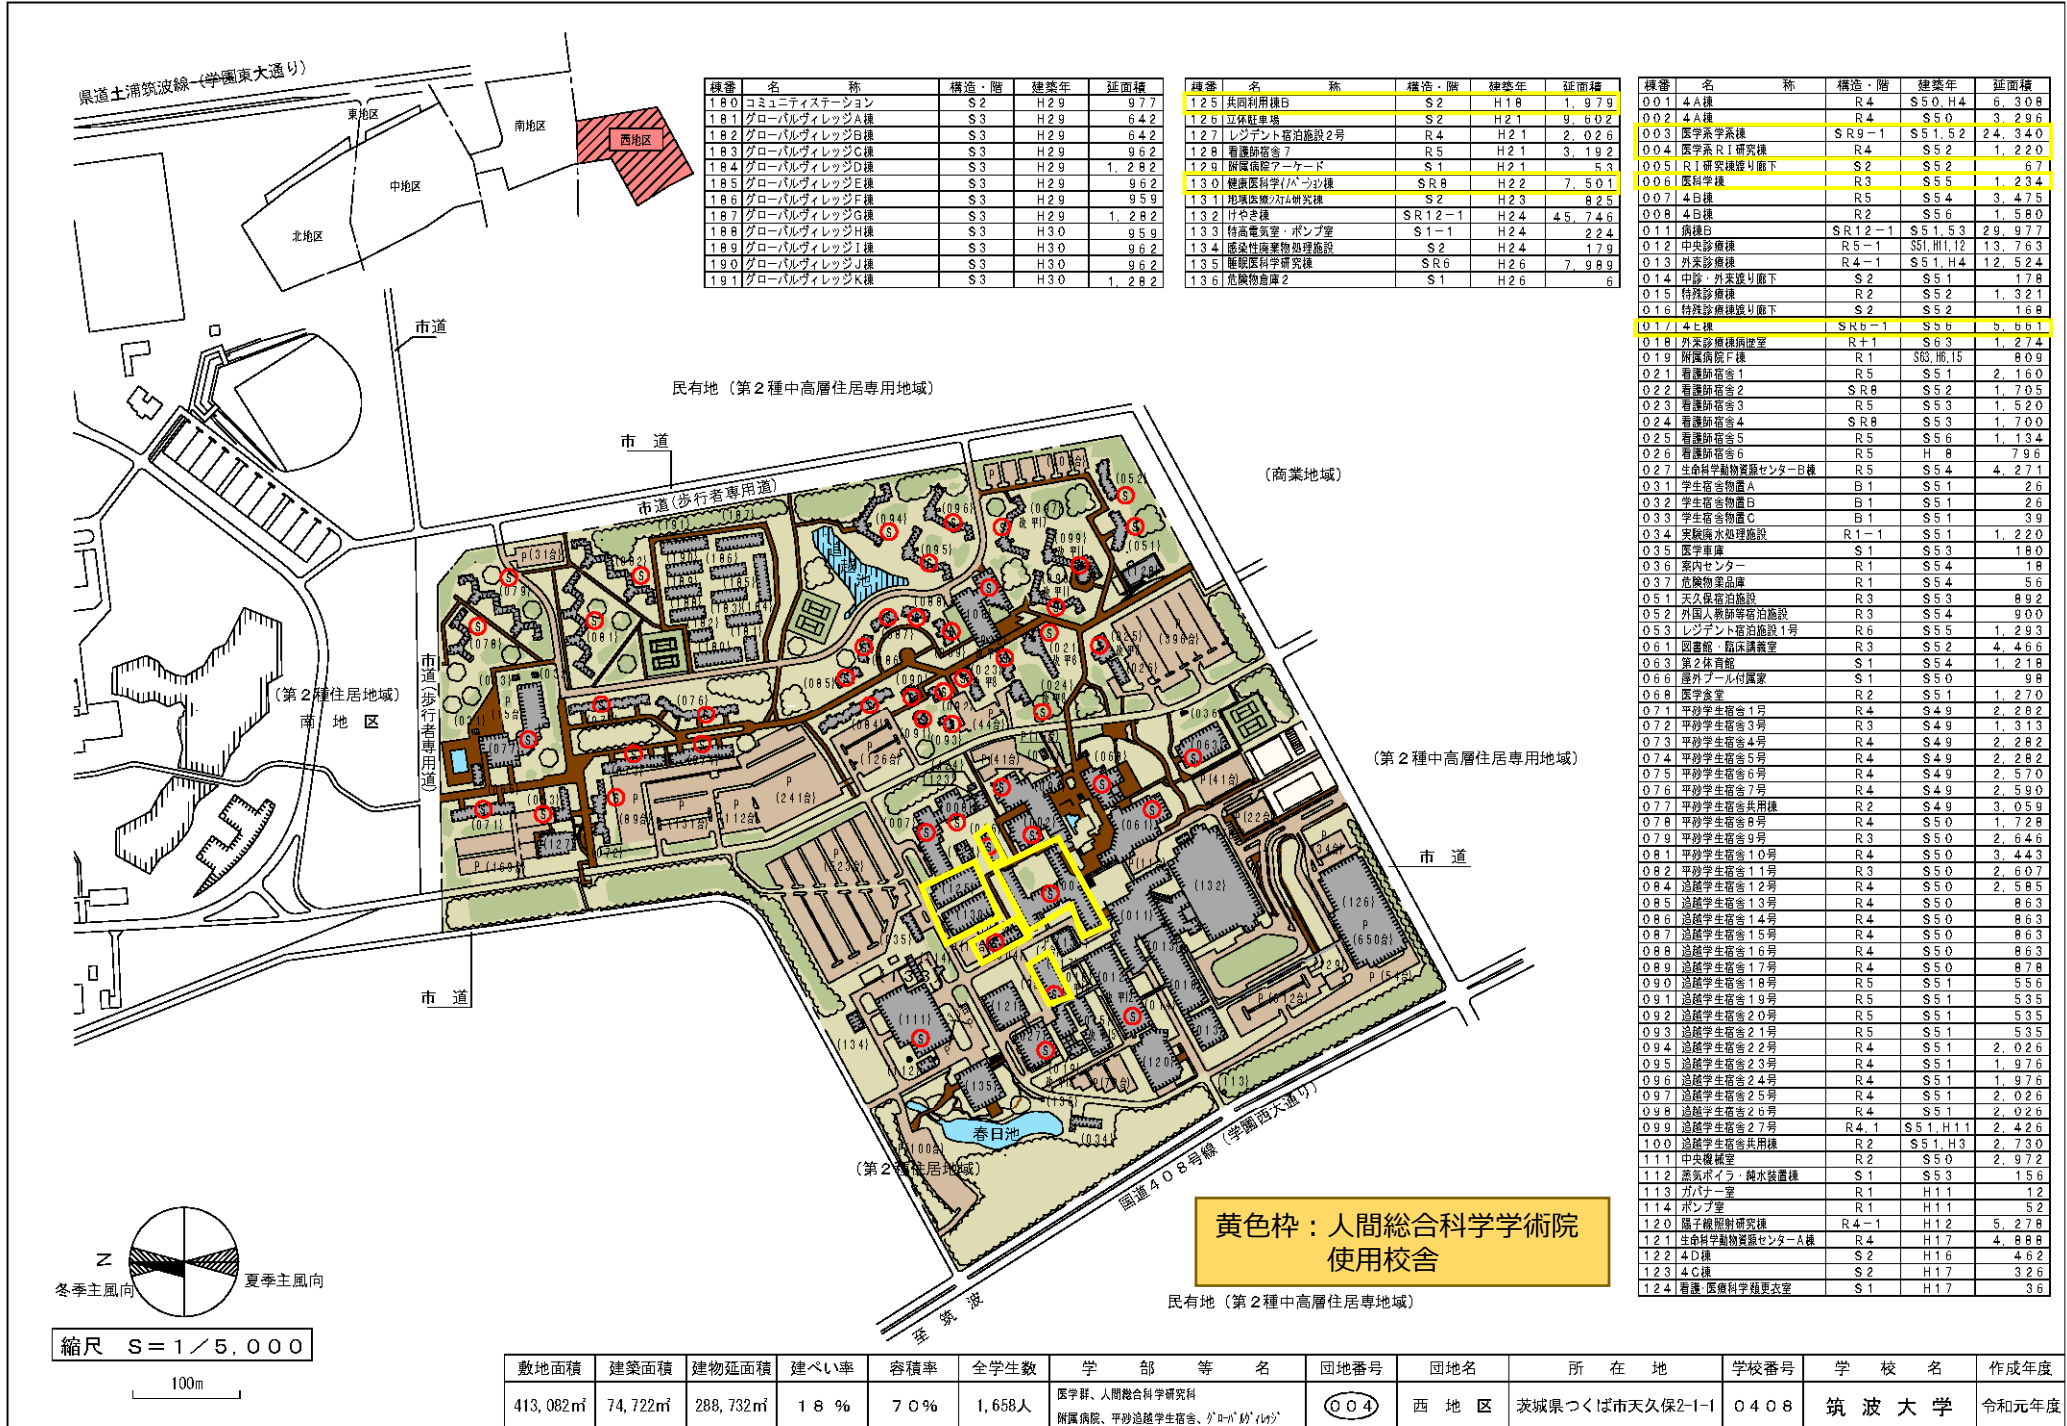 県道土浦筑波線 (学園東大通り)
東地区
南地区
西地区
中地区
北地区
市道
棟番 名 称 構造・階 建築年 延面積
180 コミュニティステーション S2 H29 977
181 グローバルヴィレッジA棟 S3 H29 642
182 グローバルヴィレッジB棟 S3 H29 642
183 グローバルヴィレッジC棟 S3 H29 962
184 グローバルヴィレッジD棟 S3 H29 1,282
185 グローバルヴィレッジE棟 S3 H29 962
186 グローバルヴィレッジF棟 S3 H29 959
187 グローバルヴィレッジG棟 S3 H29 1,282
188 グローバルヴィレッジH棟 S3 H30 959
189 グローバルヴィレッジI棟 S3 H30 962
190 グローバルヴィレッジJ棟 S3 H30 962
191 グローバルヴィレッジK棟 S3 H30 1,282
棟番 名 称 構造・階 建築年 延面積
125 共同利用棟B S2 H18 1,979
126 立体駐車場 S2 H21 9,602
127 レジデント宿泊施設2号 R4 H21 2,026
128 看護師宿舎7 R5 H21 3,192
129 附属病院アーケード S1 H21 53
130 健康医科学イノベーション棟 SR8 H22 7,501
131 地域医療システム研究棟 S2 H23 825
132 けやき棟 SR12-1 H24 45,746
133 特高電気室・ポンプ室 S1-1 H24 224
134 感染性廃棄物処理施設 S2 H24 179
135 睡眠医科学研究棟 SR6 H26 7,989
136 危険物倉庫2 S1 H26 6
棟番 名 称 構造・階 建築年 延面積
001 4A棟 R4 S50,H4 6,308
002 4A棟 R4 S50 3,296
003 医学系学系棟 SR9-1 S51,52 24,340
004 医学系RI研究棟 R4 S52 1,220
005 RI研究棟渡り廊下 S2 S52 67
006 医科学棟 R3 S55 1,234
007 4B棟 R5 S54 3,475
008 4B棟 R2 S56 1,580
011 病棟B SR12-1 S51,53 29,977
012 中央診療棟 R5-1 S51,H11,12 13,763
013 外来診療棟 R4-1 S51,H4 12,524
014 中診・外来渡り廊下 S2 S51 178
015 特殊診療棟 R2 S52 1,321
016 特殊診療棟渡り廊下 S2 S52 168
017 4E棟 SR6-1 S56 5,661
018 外来診療棟病歴室 R+1 S63 1,274
019 附属病院F棟 R1 S63,H6,15 809
021 看護師宿舎1 R5 S51 2,160
022 看護師宿舎2 SR8 S52 1,705
023 看護師宿舎3 R5 S53 1,520
024 看護師宿舎4 SR8 S53 1,700
025 看護師宿舎5 R5 S56 1,134
026 看護師宿舎6 R5 H8 796
027 生命科学動物資源センターB棟 R5 S54 4,271
031 学生宿舎物置A B1 S51 26
032 学生宿舎物置B B1 S51 26
033 学生宿舎物置C B1 S51 39
034 実験廃水処理施設 R1-1 S51 1,220
035 医学車庫 S1 S53 180
036 案内センター R1 S54 18
037 危険物薬品庫 R1 S54 56
051 天久保宿泊施設 R3 S53 892
052 外国人教師等宿泊施設 R3 S54 900
053 レジデント宿泊施設1号 R6 S55 1,293
061 図書館・臨床講義室 R3 S52 4,466
063 第2体育館 S1 S54 1,218
066 屋外プール付属家 S1 S50 98
068 医学食堂 R2 S51 1,270
071 平砂学生宿舎1号 R4 S49 2,282
072 平砂学生宿舎3号 R3 S49 1,313
073 平砂学生宿舎4号 R4 S49 2,282
074 平砂学生宿舎5号 R4 S49 2,282
075 平砂学生宿舎6号 R4 S49 2,570
076 平砂学生宿舎7号 R4 S49 2,590
077 平砂学生宿舎共用棟 R2 S49 3,059
078 平砂学生宿舎8号 R4 S50 1,728
079 平砂学生宿舎9号 R3 S50 2,646
081 平砂学生宿舎10号 R4 S50 3,443
082 平砂学生宿舎11号 R3 S50 2,607
084 追越学生宿舎12号 R4 S50 2,585
085 追越学生宿舎13号 R4 S50 863
086 追越学生宿舎14号 R4 S50 863
087 追越学生宿舎15号 R4 S50 863
088 追越学生宿舎16号 R4 S50 863
089 追越学生宿舎17号 R4 S50 878
090 追越学生宿舎18号 R5 S51 556
091 追越学生宿舎19号 R5 S51 535
092 追越学生宿舎20号 R5 S51 535
093 追越学生宿舎21号 R5 S51 535
094 追越学生宿舎22号 R4 S51 2,026
095 追越学生宿舎23号 R4 S51 1,976
096 追越学生宿舎24号 R4 S51 1,976
097 追越学生宿舎25号 R4 S51 2,026
098 追越学生宿舎26号 R4 S51 2,026
099 追越学生宿舎27号 R4,1 S51,H11 2,426
100 追越学生宿舎共用棟 R2 S51,H3 2,730
111 中央機械室 R2 S50 2,972
112 蒸気ボイラ・純水装置棟 S1 S53 156
113 ガバナー室 R1 H11 12
114 ポンプ室 R1 H11 52
120 陽子線照射研究棟 R4-1 H12 5,278
121 生命科学動物資源センターA棟 R4 H17 4,888
122 4D棟 S2 H16 462
123 4C棟 S2 H17 326
124 看護・医療科学類更衣室 S1 H17 36
民有地 (第2種中高層住居専用地域)
市 道
市道(歩行者専用道)
(商業地域)
(第2種住居地域)
南 地 区
市道(歩行者専用道)
(第2種中高層住居専用地域)
市 道
市 道
春日池
(第2種住居地域)
国道408号線 (学園西大通り)
至 筑 波
民有地 (第2種中高層住居専地域)
黄色枠:人間総合科学学術院
使用校舎
N
冬季主風向
夏季主風向
縮尺 S=1/5,000
100m
敷地面積 建築面積 建物延面積 建ぺい率 容積率 全学生数 学 部 等 名 団地番号 団地名 所 在 地 学校番号 学 校 名 作成年度
413,082㎡ 74,722㎡ 288,732㎡ 18 % 70% 1,658人 医学群、人間総合科学研究科 004 西 地 区 茨城県つくば市天久保2-1-1 0408 筑 波 大 学 令和元年度
附属病院、平砂追越学生宿舎、グローバルヴィレッジ